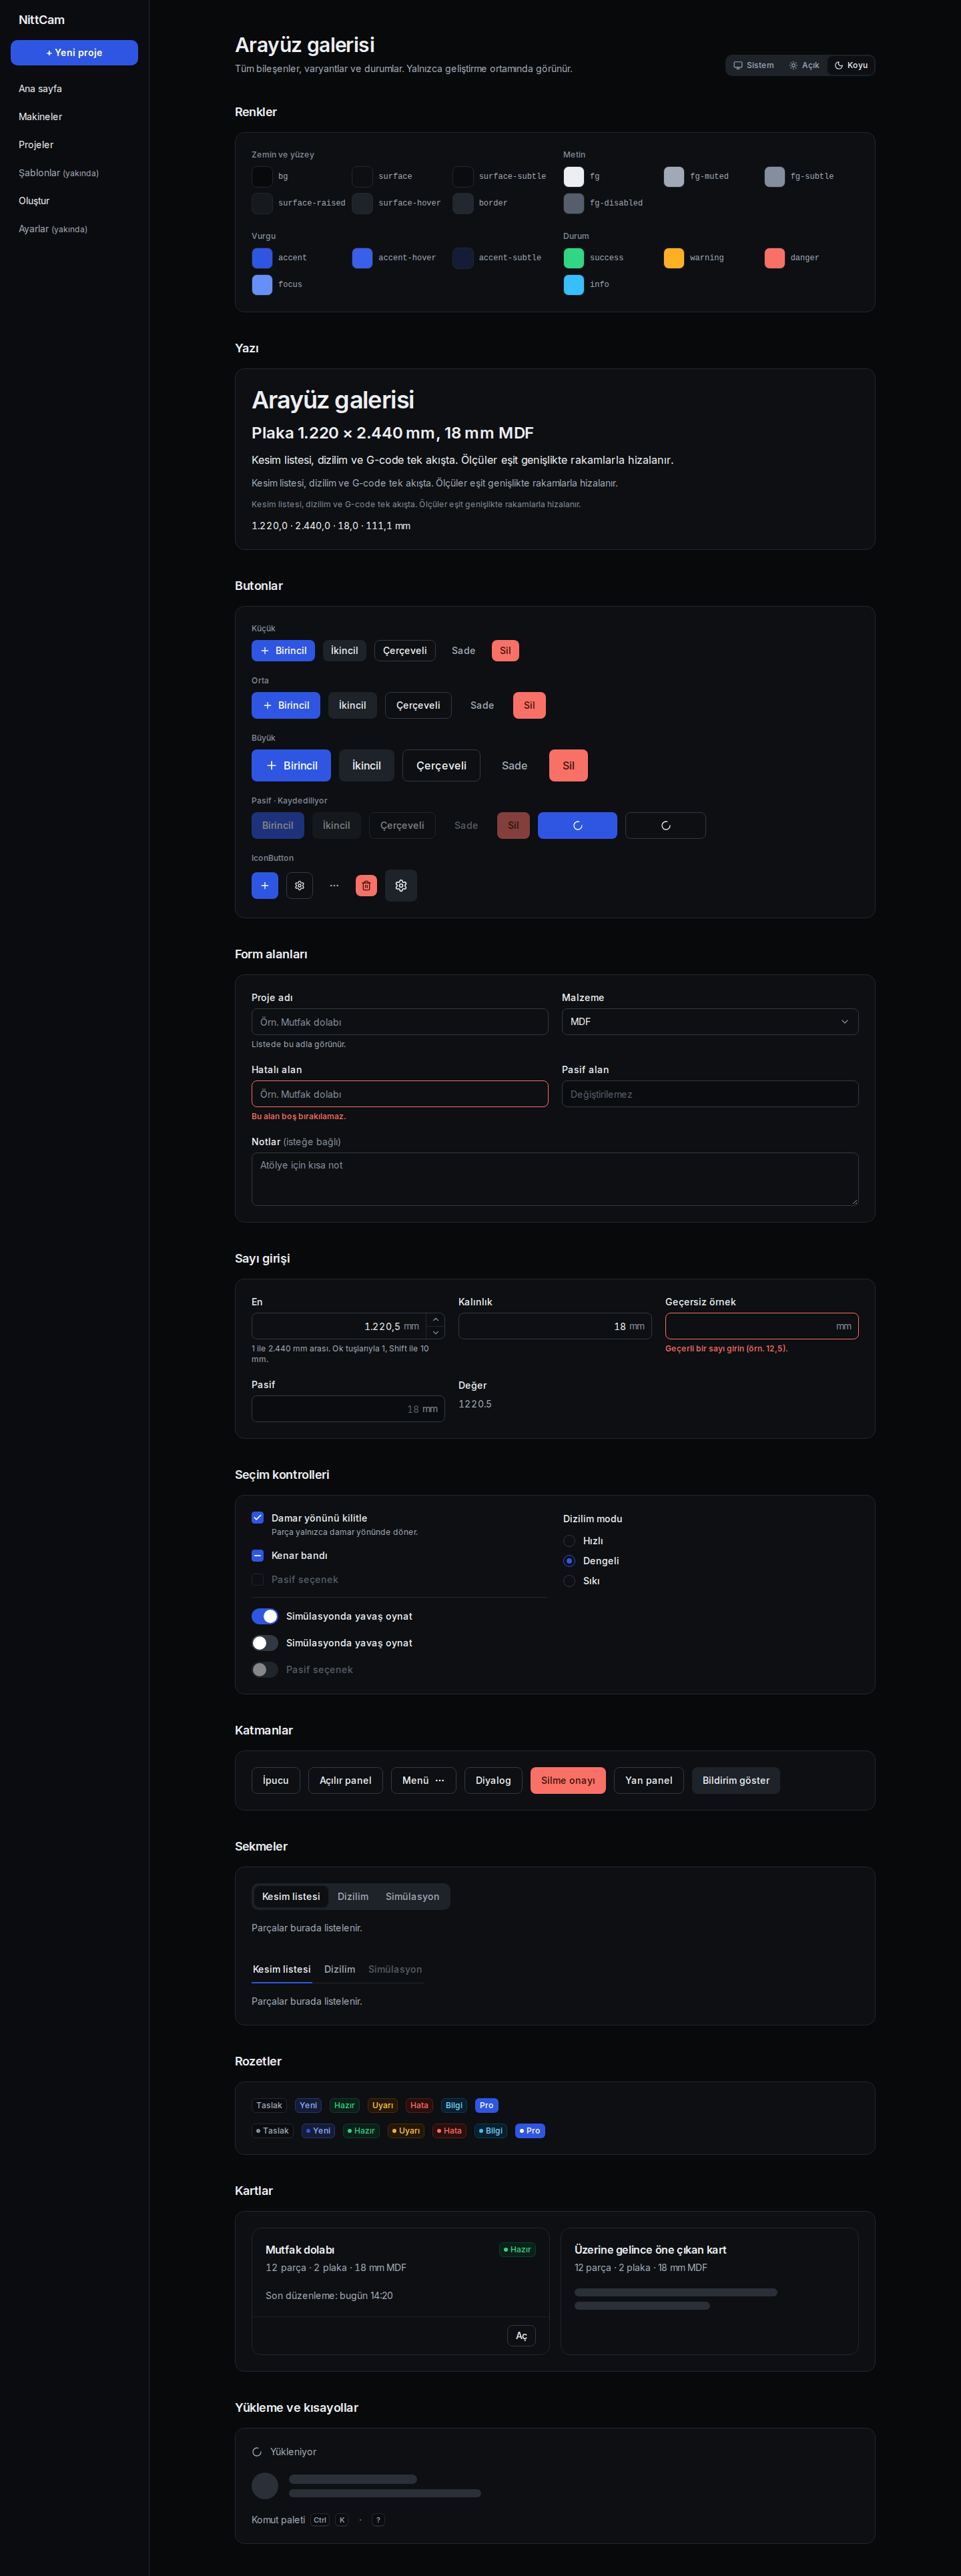 NittCam
+ Yeni proje
Ana sayfa
Makineler
Projeler
Şablonlar (yakında)
Oluştur
Ayarlar (yakında)
Arayüz galerisi
Tüm bileşenler, varyantlar ve durumlar. Yalnızca geliştirme ortamında görünür.
Sistem Açık Koyu
Renkler
Zemin ve yüzey
bg surface surface-subtle
surface-raised surface-hover border
Metin
fg fg-muted fg-subtle
fg-disabled
Vurgu
accent accent-hover accent-subtle
focus
Durum
success warning danger
info
Yazı
Arayüz galerisi
Plaka 1.220 × 2.440 mm, 18 mm MDF
Kesim listesi, dizilim ve G-code tek akışta. Ölçüler eşit genişlikte rakamlarla hizalanır.
Kesim listesi, dizilim ve G-code tek akışta. Ölçüler eşit genişlikte rakamlarla hizalanır.
Kesim listesi, dizilim ve G-code tek akışta. Ölçüler eşit genişlikte rakamlarla hizalanır.
1.220,0 · 2.440,0 · 18,0 · 111,1 mm
Butonlar
Küçük
Birincil İkincil Çerçeveli Sade Sil
Orta
Birincil İkincil Çerçeveli Sade Sil
Büyük
Birincil İkincil Çerçeveli Sade Sil
Pasif · Kaydediliyor
Birincil İkincil Çerçeveli Sade Sil
IconButton
Form alanları
Proje adı
Örn. Mutfak dolabı
Listede bu adla görünür.
Malzeme
MDF
Hatalı alan
Örn. Mutfak dolabı
Bu alan boş bırakılamaz.
Pasif alan
Değiştirilemez
Notlar (isteğe bağlı)
Atölye için kısa not
Sayı girişi
En
1.220,5 mm
1 ile 2.440 mm arası. Ok tuşlarıyla 1, Shift ile 10
mm.
Kalınlık
18 mm
Geçersiz örnek
mm
Geçerli bir sayı girin (örn. 12,5).
Pasif
18 mm
Değer
1220.5
Seçim kontrolleri
Damar yönünü kilitle
Parça yalnızca damar yönünde döner.
Kenar bandı
Pasif seçenek
Simülasyonda yavaş oynat
Simülasyonda yavaş oynat
Pasif seçenek
Dizilim modu
Hızlı
Dengeli
Sıkı
Katmanlar
İpucu Açılır panel Menü ··· Diyalog Silme onayı Yan panel Bildirim göster
Sekmeler
Kesim listesi Dizilim Simülasyon
Parçalar burada listelenir.
Kesim listesi Dizilim Simülasyon
Parçalar burada listelenir.
Rozetler
Taslak Yeni Hazır Uyarı Hata Bilgi Pro
Taslak Yeni Hazır Uyarı Hata Bilgi Pro
Kartlar
Mutfak dolabı Hazır
12 parça · 2 plaka · 18 mm MDF
Son düzenleme: bugün 14:20
Aç
Üzerine gelince öne çıkan kart
12 parça · 2 plaka · 18 mm MDF
Yükleme ve kısayollar
Yükleniyor
Komut paleti Ctrl K · ?